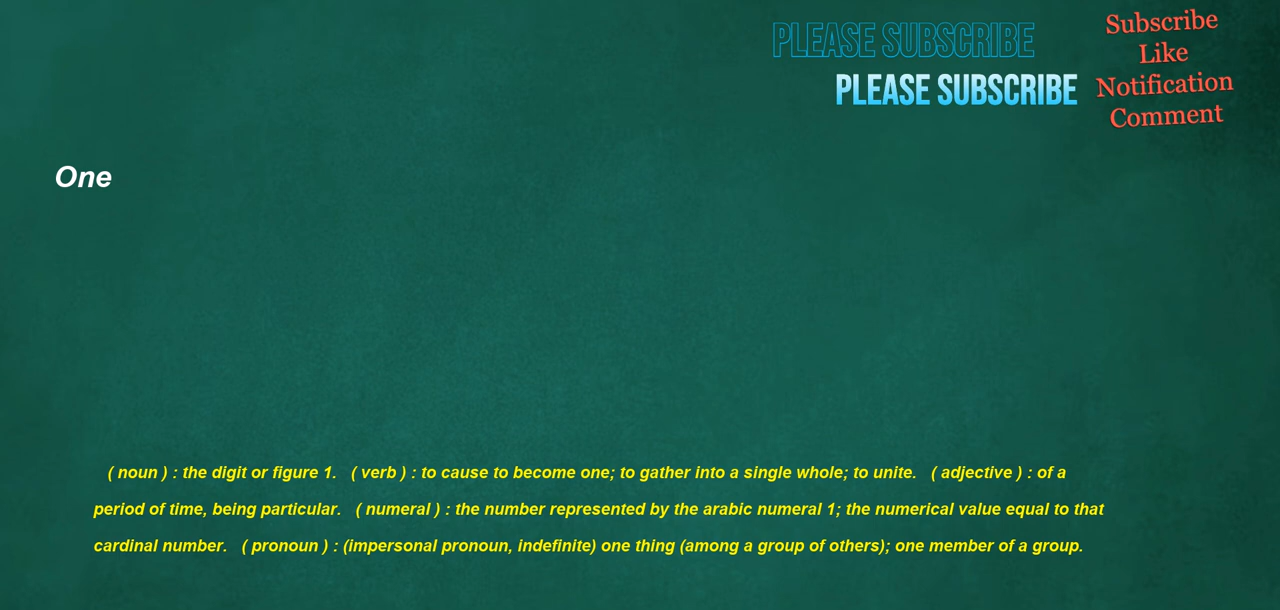 PLEASE SUBSCRIBE
PLEASE SUBSCRIBE
Subscribe
Like
Notification
Comment
One
( noun ) : the digit or figure 1. ( verb ) : to cause to become one; to gather into a single whole; to unite. ( adjective ) : of a
period of time, being particular. ( numeral ) : the number represented by the arabic numeral 1; the numerical value equal to that
cardinal number. ( pronoun ) : (impersonal pronoun, indefinite) one thing (among a group of others); one member of a group.